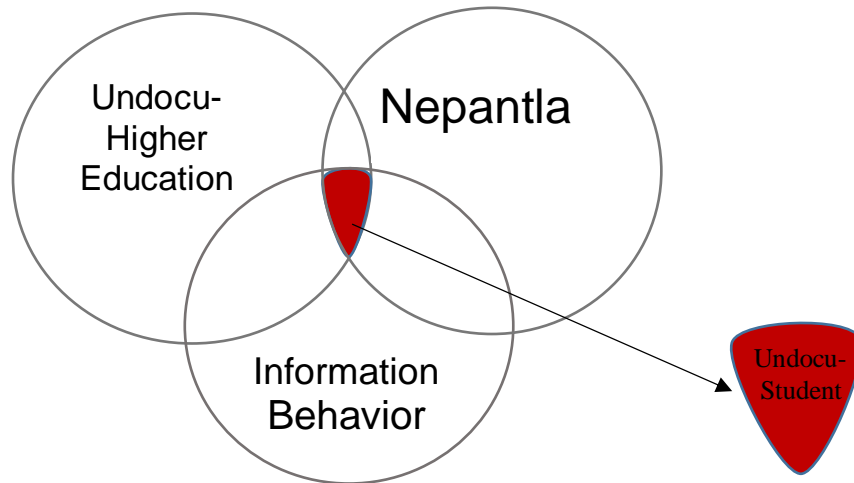 Undocu-
Higher
Education
Nepantla
Information
Behavior
Undocu-
Student